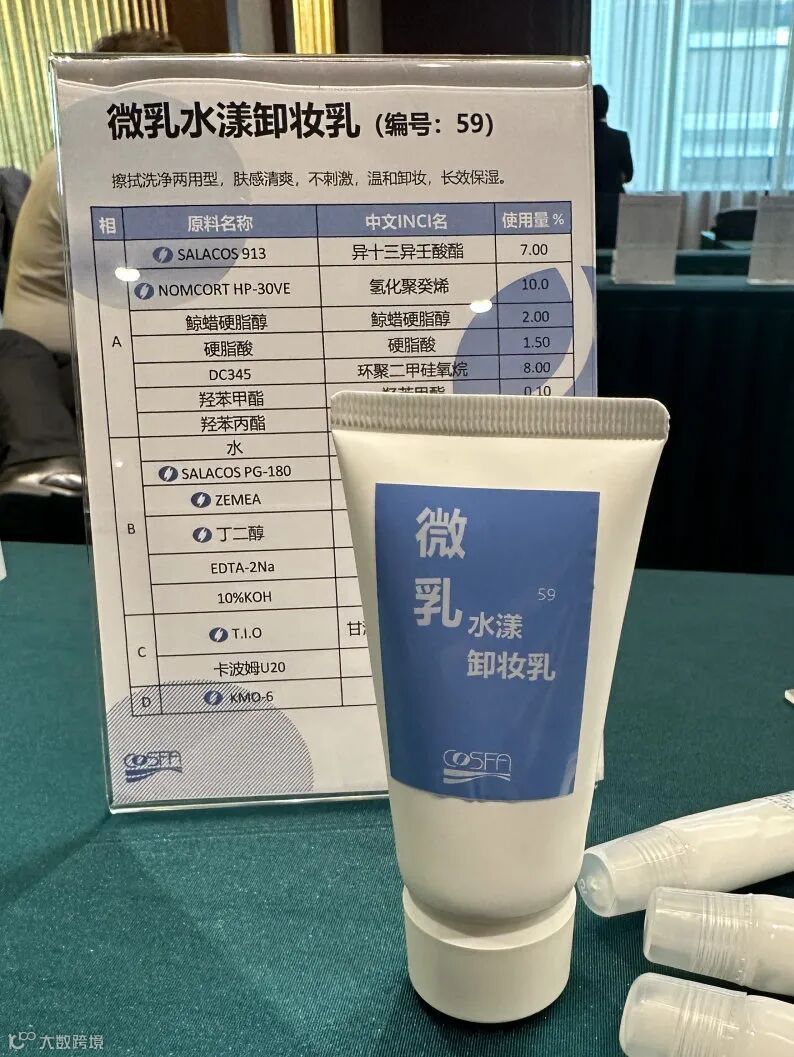 微乳水漾卸妆乳（编号：59）
擦拭洗净两用型，肤感清爽，不刺激，温和卸妆，长效保湿。
相 原料名称 中文INCI名 使用量 %
SALACOS 913 异十三异壬酸酯 7.00
NOMCORT HP-30VE 氢化聚癸烯 10.0
鲸蜡硬脂醇 鲸蜡硬脂醇 2.00
A 硬脂酸 硬脂酸 1.50
DC345 环聚二甲硅氧烷 8.00
羟苯甲酯 羟苯甲酯 0.10
羟苯丙酯
水
SALACOS PG-180
ZEMEA
B 丁二醇
EDTA-2Na
10%KOH
C T.I.O 甘
卡波姆U20
D KMO-6
COSFA
微
乳
59
水漾
卸妆乳
COSFA
大数跨境